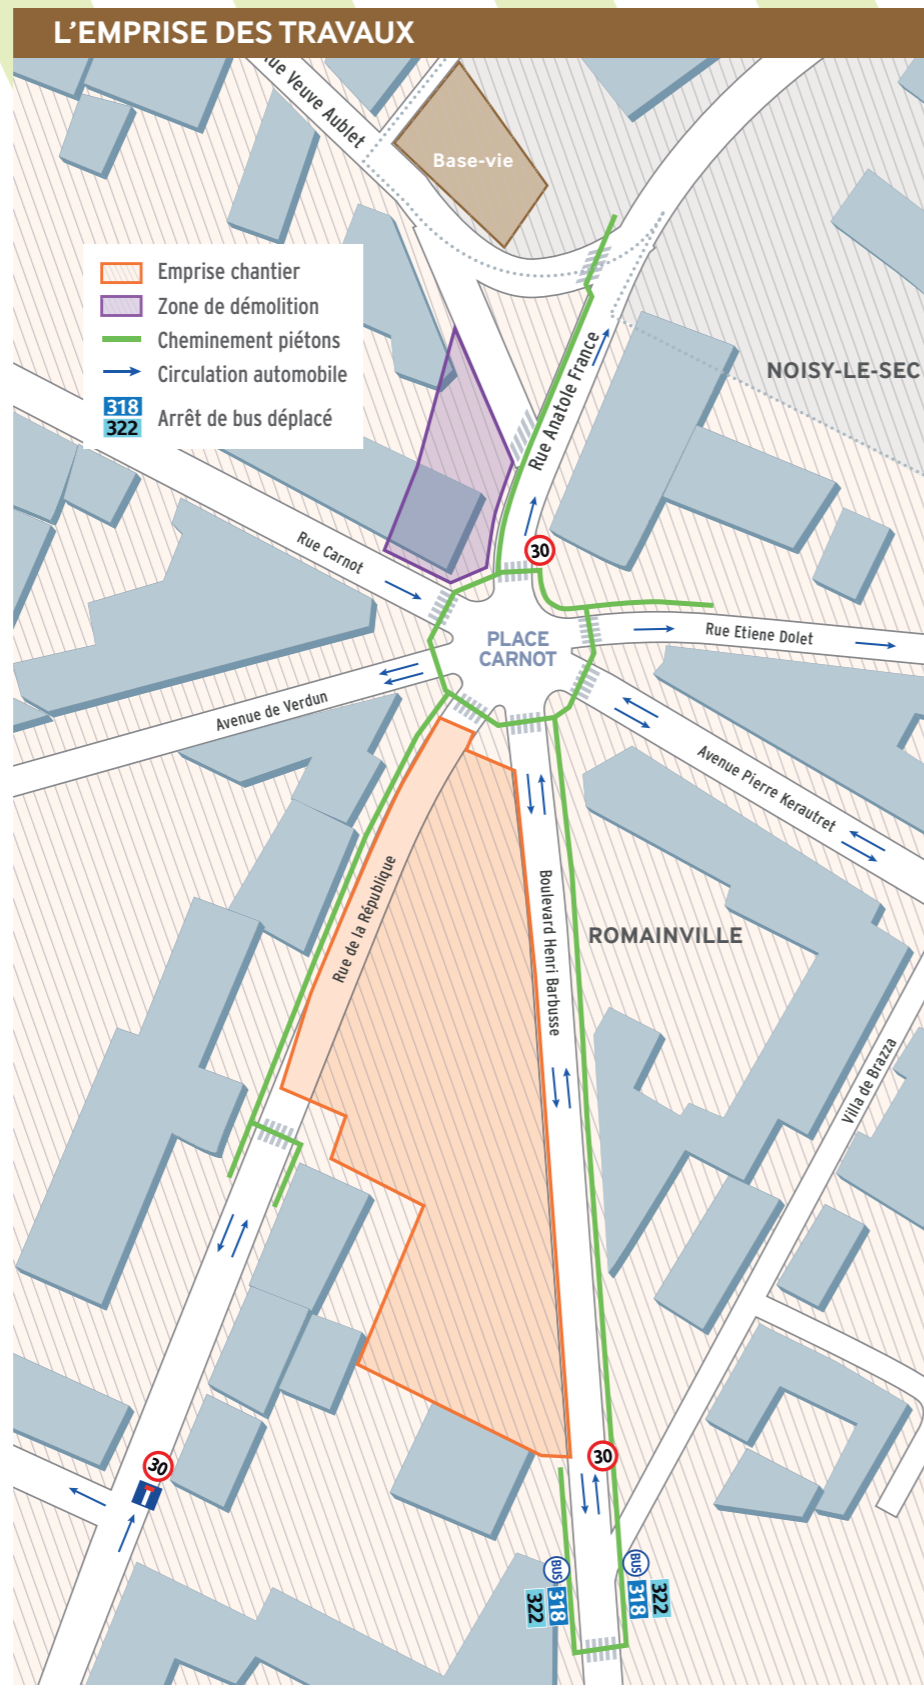 L'EMPRISE DES TRAVAUX
Rue Veuve Aublet
Base-vie
Emprise chantier
Zone de démolition
Cheminement piétons
Circulation automobile
318
322
Arrêt de bus déplacé
NOISY-LE-SEC
Rue Anatole France
Rue Carnot
30
PLACE
CARNOT
Rue Etiene Dolet
Avenue de Verdun
Avenue Pierre Kerautret
Rue de la République
Boulevard Henri Barbusse
ROMAINVILLE
Villa de Brazza
30
30
BUS
318
322
BUS
318
322